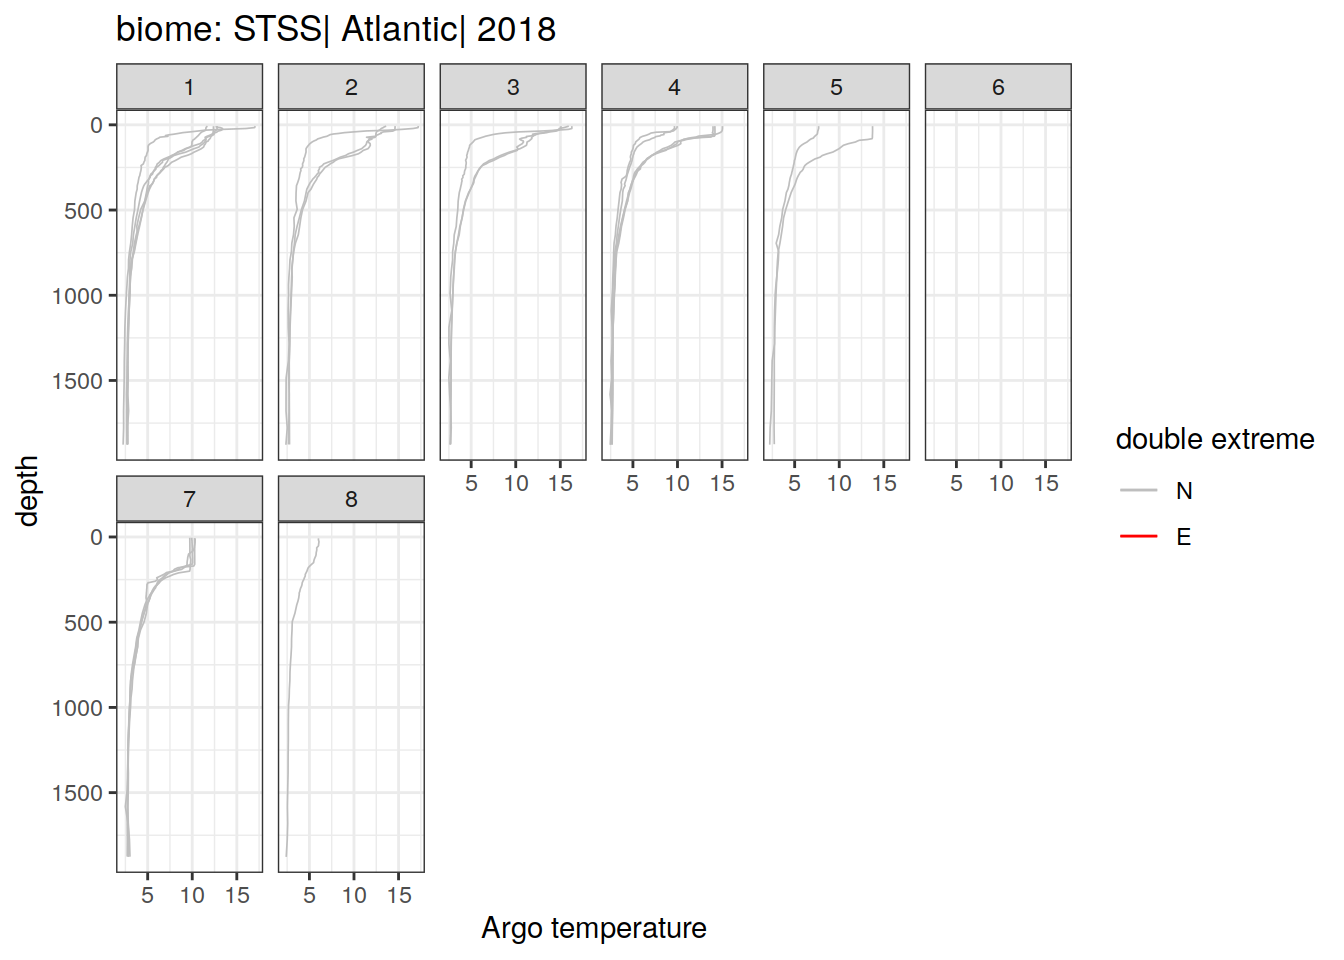 biome: STSS| Atlantic| 2018
1 2 3 4 5 6
0
500
1000
1500
5 10 15 5 10 15 5 10 15 5 10 15
7 8
0
500
1000
1500
5 10 15 5 10 15
depth
Argo temperature
double extreme
N
E